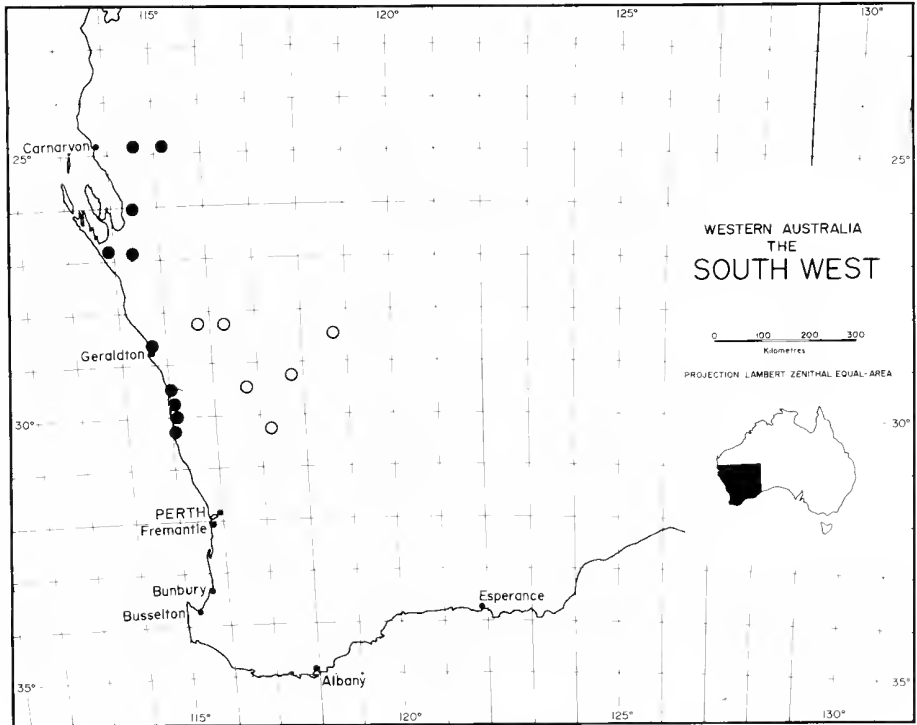 115° 120° 125° 130°
Carnarvon
25° 25°
WESTERN AUSTRALIA
THE
SOUTH WEST
0 100 200 300
Kilometres
PROJECTION LAMBERT ZENITHAL EQUAL-AREA
Geraldton
30° 30°
PERTH
Fremantle
Bunbury
Busselton
Esperance
Albany
35° 35°
115° 120° 125° 130°